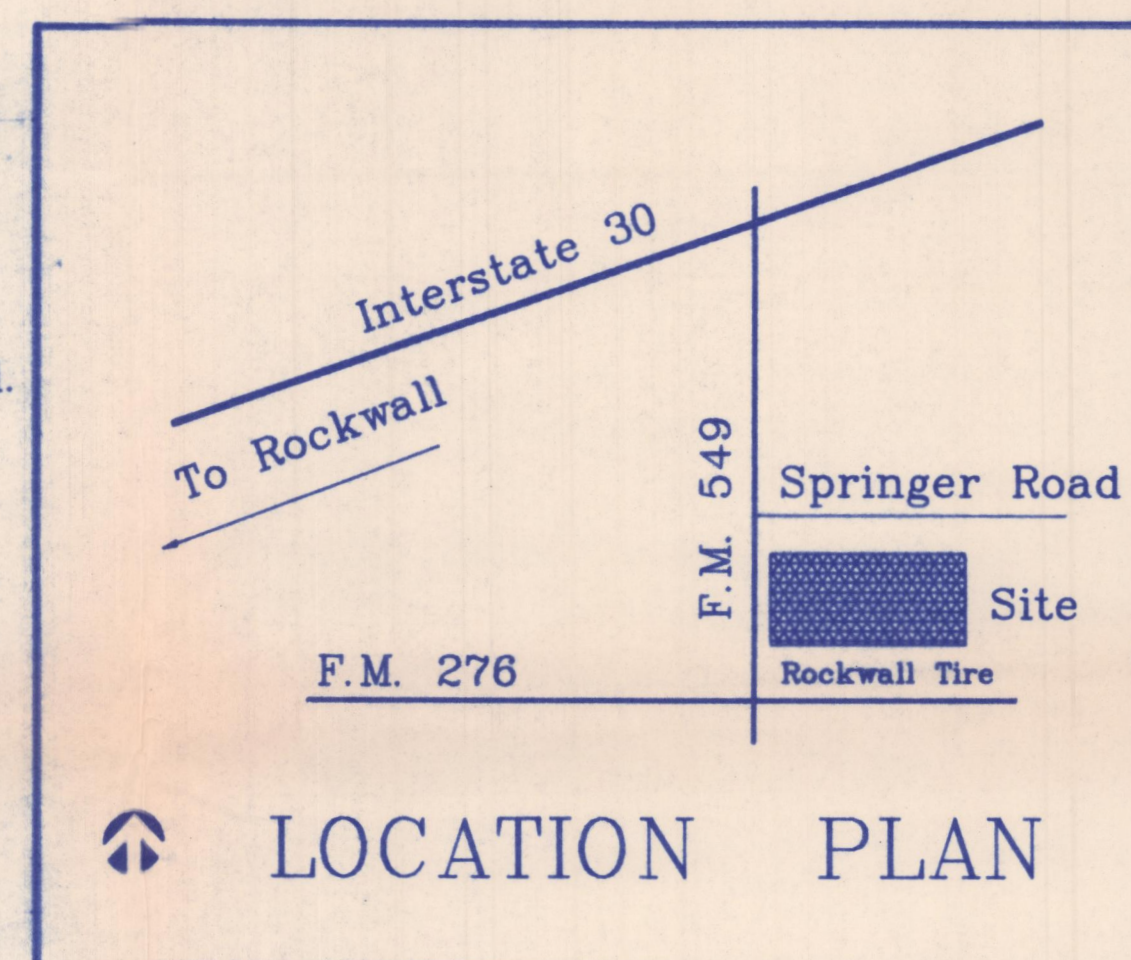 Interstate 30
To Rockwall
F.M. 549
Springer Road
Site
Rockwall Tire
F.M. 276
LOCATION PLAN